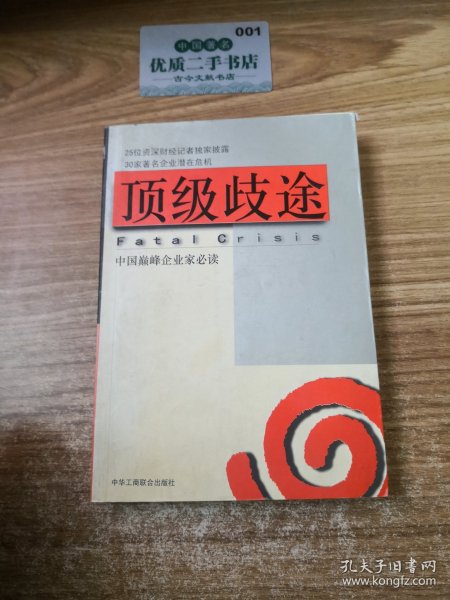 001
中国著名
优质二手书店
古今文献书店
25位资深财经记者独家披露
30家著名企业潜在危机
顶级歧途
Fatal Crisis
中国巅峰企业家必读
中华工商联合出版社
孔夫子旧书网
www.kongfz.com